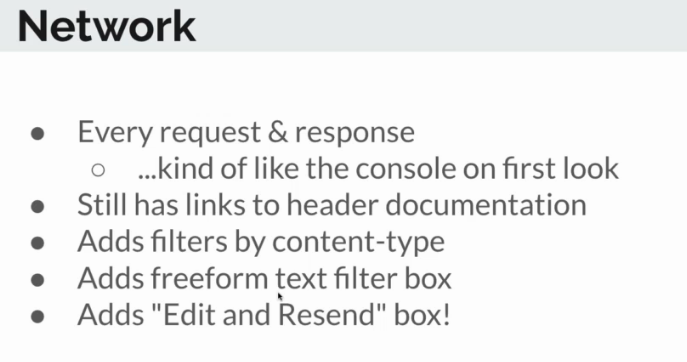 Network
● Every request & response
○ ...kind of like the console on first look
● Still has links to header documentation
● Adds filters by content-type
● Adds freeform text filter box
● Adds "Edit and Resend" box!